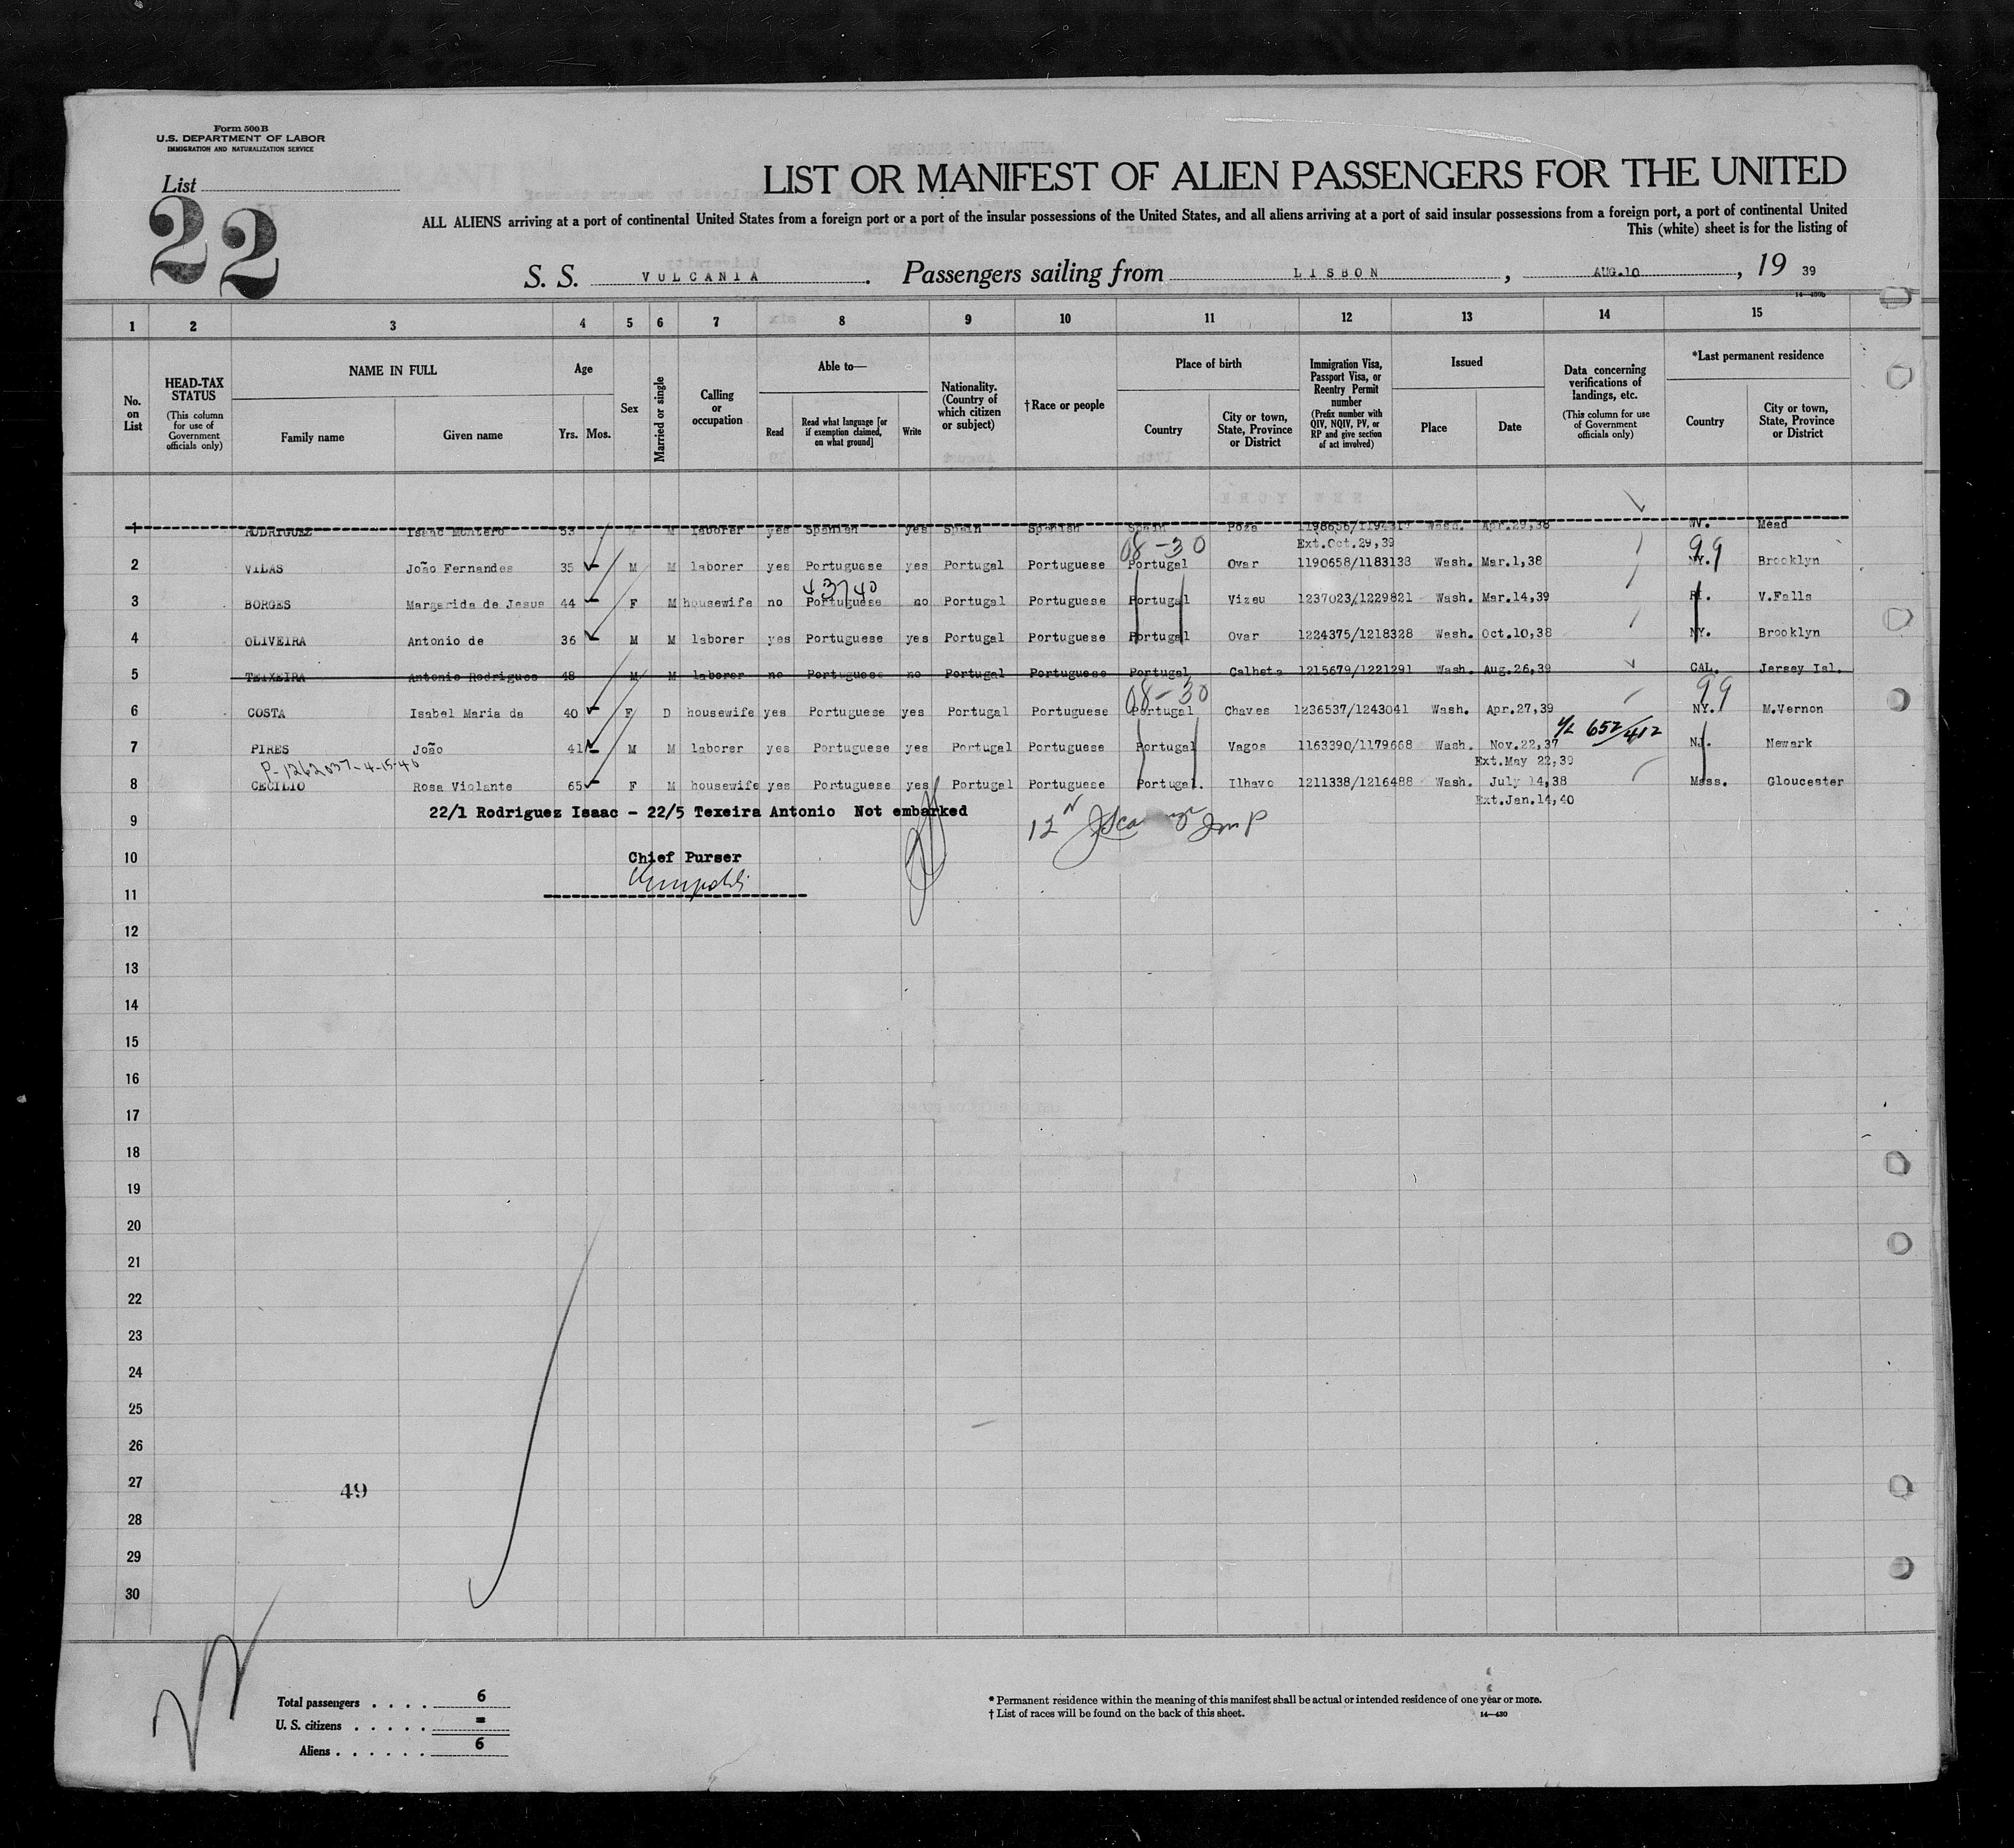 Form 500B
U.S. DEPARTMENT OF LABOR
IMMIGRATION AND NATURALIZATION SERVICE
List
22
LIST OR MANIFEST OF ALIEN PASSENGERS FOR THE UNITED
ALL ALIENS arriving at a port of continental United States from a foreign port or a port of the insular possessions of the United States, and all aliens arriving at a port of said insular possessions from a foreign port, a port of continental United
This (white) sheet is for the listing of
S. S. VULCANIA. Passengers sailing from LISBON, AUG.10, 19 39
14—430b
1 2 3 4 5 6 7 8 9 10 11 12 13 14 15
No. on List
HEAD-TAX STATUS (This column for use of Government officials only)
NAME IN FULL Family name Given name
Age Yrs. Mos.
Sex
Married or single
Calling or occupation
Able to— Read Read what language [or if exemption claimed, on what ground] Write
Nationality. (Country of which citizen or subject)
†Race or people
Place of birth Country City or town, State, Province or District
Immigration Visa, Passport Visa, or Reentry Permit number (Prefix number with QIV, NQIV, PV, or RP and give section of act involved)
Issued Place Date
Data concerning verifications of landings, etc. (This column for use of Government officials only)
*Last permanent residence Country City or town, State, Province or District
1 RODRIGUEZ Isaac Montero 53 M M laborer yes Spanish yes Spain Spanish Spain Poza Wash. Apr.29,38 NY. Mead
08-30 Ext.Oct.29,39 99
2 VILAS João Fernandes 35 M M laborer yes Portuguese yes Portugal Portuguese Portugal Ovar 1190658/1183138 Wash. Mar.1,38 NY. Brooklyn
43740
3 BORGES Margarida de Jesus 44 F M housewife no Portuguese no Portugal Portuguese Portugal Vizeu 1237023/1229821 Wash. Mar.14,39 RI. V.Falls
4 OLIVEIRA Antonio de 36 M M laborer yes Portuguese yes Portugal Portuguese Portugal Ovar 1224375/1218328 Wash. Oct.10,38 NY. Brooklyn
5 TEIXEIRA Antonio Rodrigues 48 M M laborer no Portuguese no Portugal Portuguese Portugal Calheta 1215679/1221291 Wash. Aug.26,39 CAL. Jersey Isl.
08-30 99
6 COSTA Isabel Maria da 40 F D housewife yes Portuguese yes Portugal Portuguese Portugal Chaves 1236537/1243041 Wash. Apr.27,39 NY. M.Vernon
V/L 652/412
7 PIRES João 41 M M laborer yes Portuguese yes Portugal Portuguese Portugal Vagos 1163390/1179668 Wash. Nov.22,37 NJ. Newark
P-1262037-4-15-46 Ext.May 22,39
8 CECILIO Rosa Violante 65 F M housewife yes Portuguese yes Portugal Portuguese Portugal. Ilhavo 1211338/1216488 Wash. July 14,38 Mass. Gloucester
Ext.Jan.14,40
22/1 Rodriguez Isaac - 22/5 Texeira Antonio Not embarked
9
10 Chief Purser
11
12
13
14
15
16
17
18
19
20
21
22
23
24
25
26
27
49
28
29
30
Total passengers . . . . 6
U. S. citizens . . . . . =
Aliens . . . . . . 6
* Permanent residence within the meaning of this manifest shall be actual or intended residence of one year or more.
† List of races will be found on the back of this sheet.
14—430